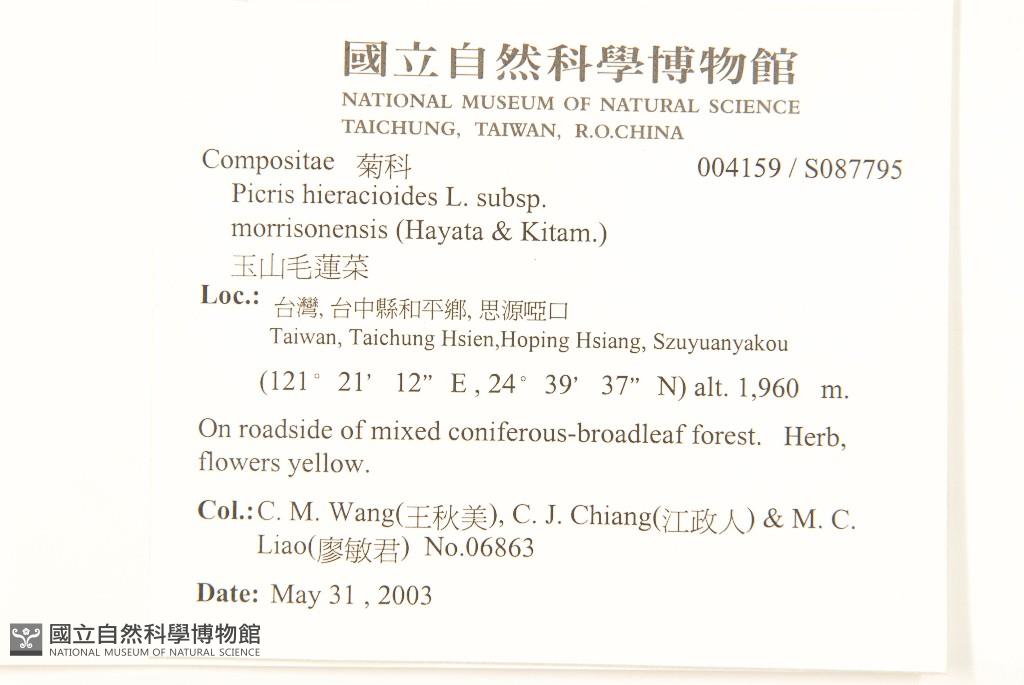 國立自然科學博物館
NATIONAL MUSEUM OF NATURAL SCIENCE
TAICHUNG, TAIWAN, R.O.CHINA
Compositae 菊科 004159 / S087795
Picris hieracioides L. subsp.
morrisonensis (Hayata & Kitam.)
玉山毛蓮菜
Loc.: 台灣, 台中縣和平鄉, 思源啞口
Taiwan, Taichung Hsien,Hoping Hsiang, Szuyuanyakou
(121° 21’ 12” E , 24° 39’ 37” N) alt. 1,960 m.
On roadside of mixed coniferous-broadleaf forest. Herb,
flowers yellow.
Col.: C. M. Wang(王秋美), C. J. Chiang(江政人) & M. C.
Liao(廖敏君) No.06863
Date: May 31 , 2003
國立自然科學博物館
NATIONAL MUSEUM OF NATURAL SCIENCE